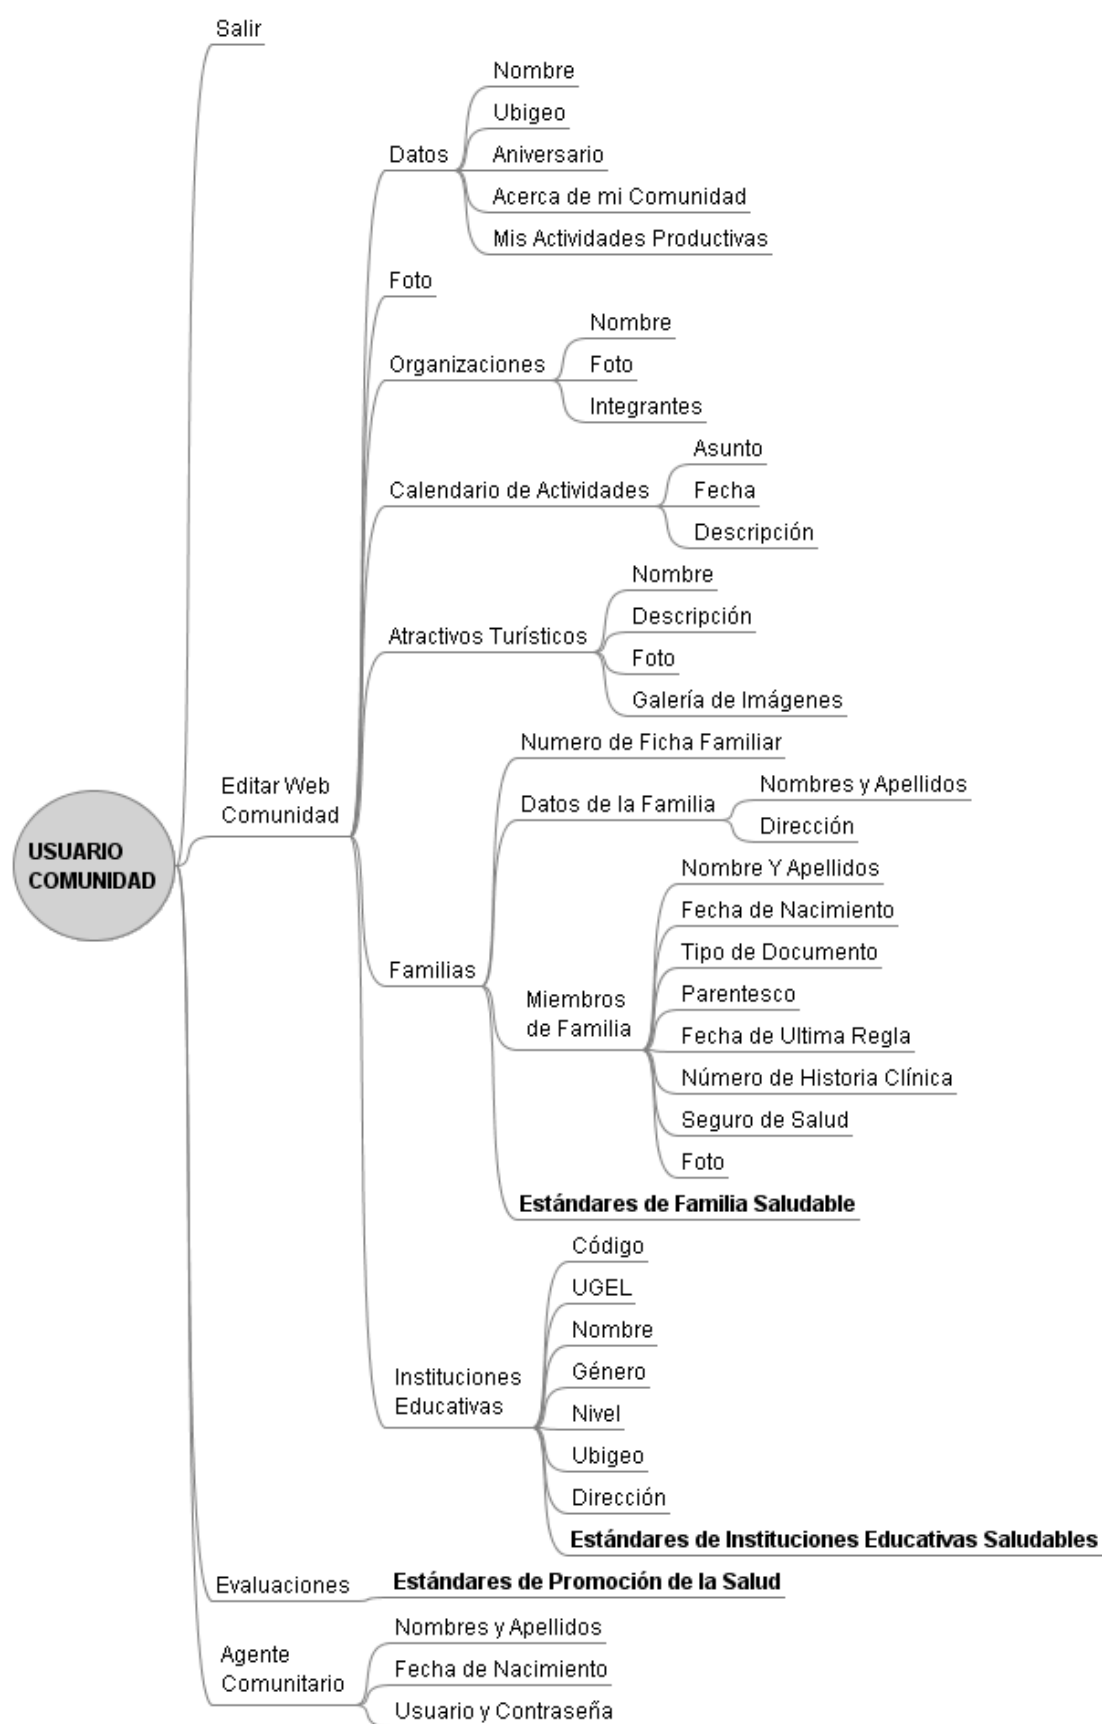 Salir
Nombre
Ubigeo
Datos
Aniversario
Acerca de mi Comunidad
Mis Actividades Productivas
Foto
Nombre
Organizaciones
Foto
Integrantes
Asunto
Calendario de Actividades
Fecha
Descripción
Nombre
Descripción
Atractivos Turísticos
Foto
Galería de Imágenes
Numero de Ficha Familiar
Editar Web
Comunidad
Datos de la Familia
Nombres y Apellidos
Dirección
USUARIO
COMUNIDAD
Nombre Y Apellidos
Fecha de Nacimiento
Tipo de Documento
Familias
Parentesco
Miembros
de Familia
Fecha de Ultima Regla
Número de Historia Clínica
Seguro de Salud
Foto
Estándares de Familia Saludable
Código
UGEL
Nombre
Género
Instituciones
Educativas
Nivel
Ubigeo
Dirección
Estándares de Instituciones Educativas Saludables
Evaluaciones
Estándares de Promoción de la Salud
Nombres y Apellidos
Agente
Comunitario
Fecha de Nacimiento
Usuario y Contraseña